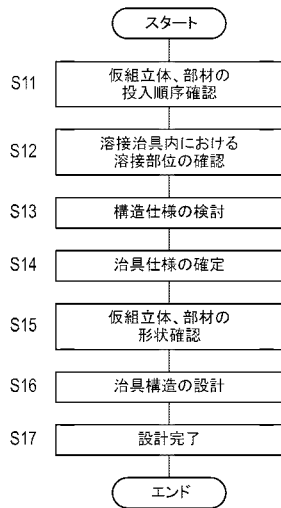 スタート
S11
仮組立体、部材の
投入順序確認
S12
溶接治具内における
溶接部位の確認
S13
構造仕様の検討
S14
治具仕様の確定
S15
仮組立体、部材の
形状確認
S16
治具構造の設計
S17
設計完了
エンド